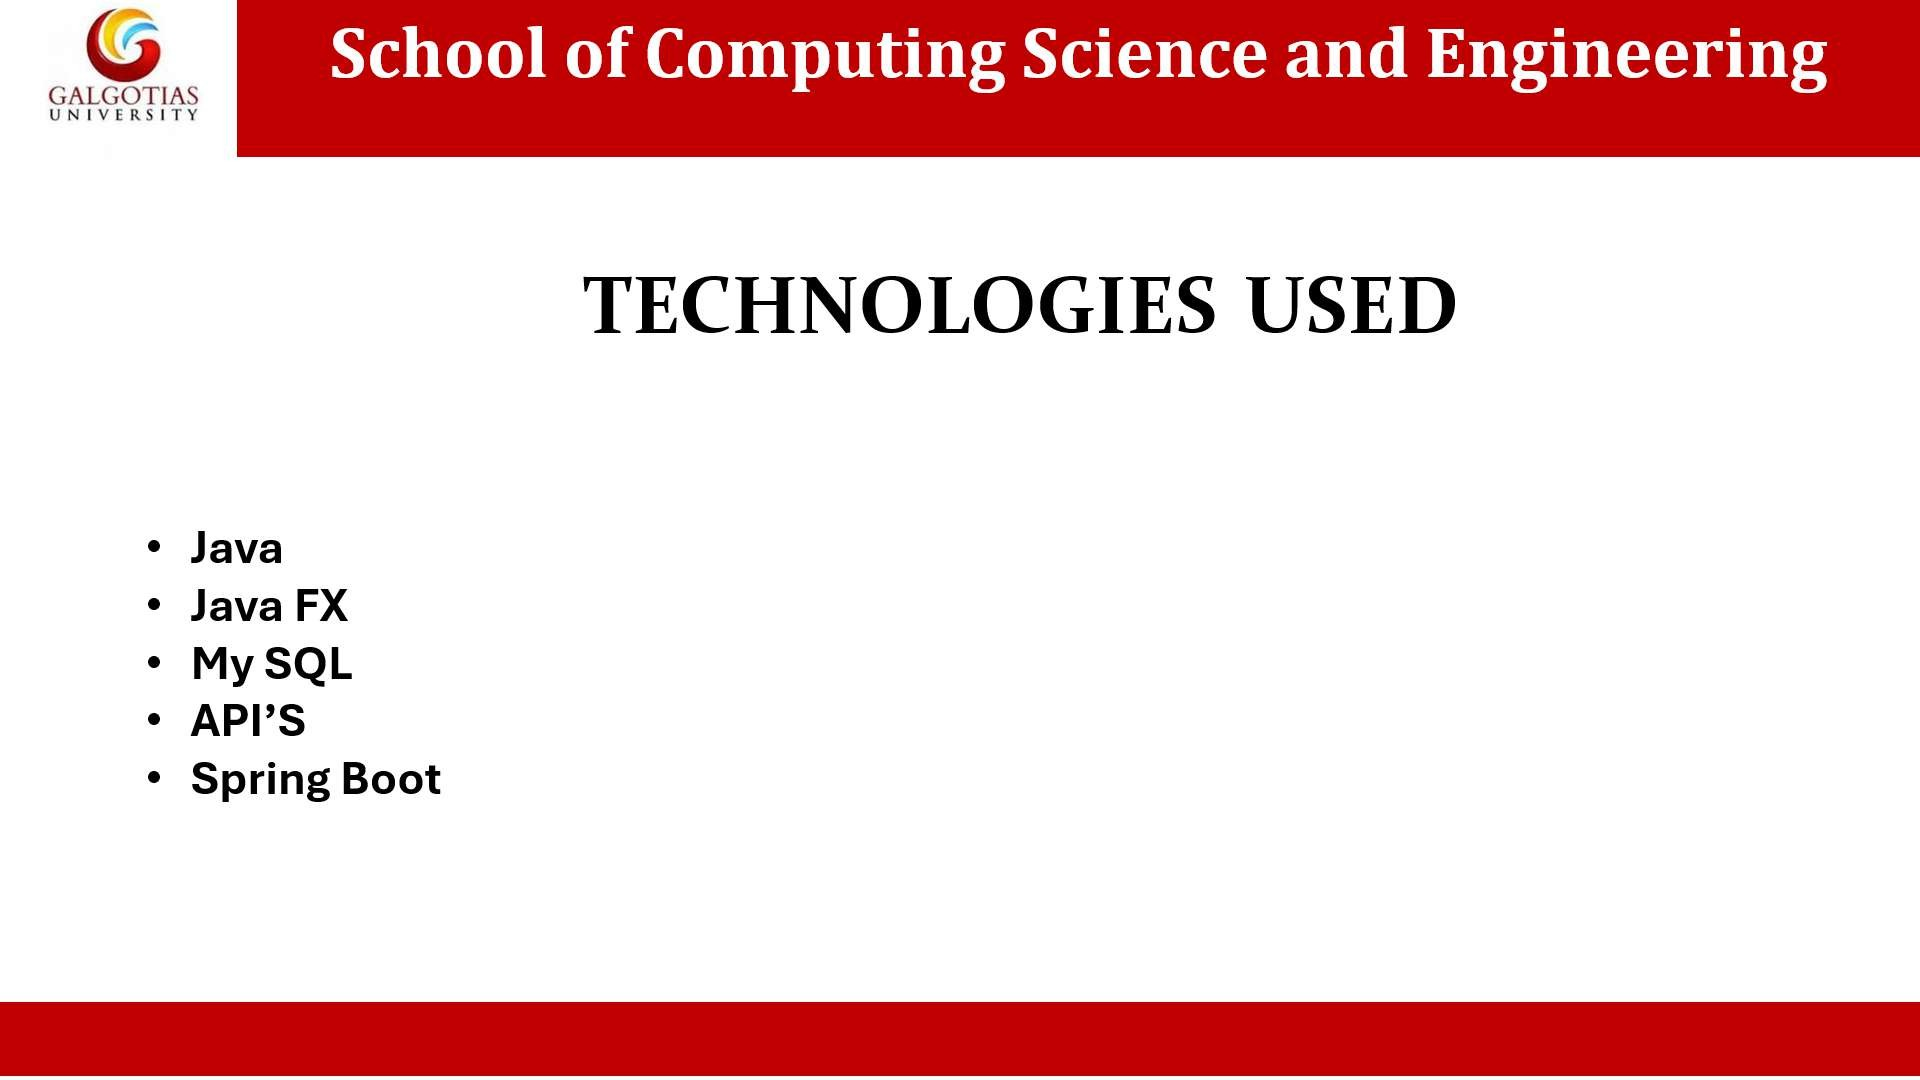 GALGOTIAS
UNIVERSITY
School of Computing Science and Engineering
TECHNOLOGIES USED
• Java
• Java FX
• My SQL
• API’S
• Spring Boot